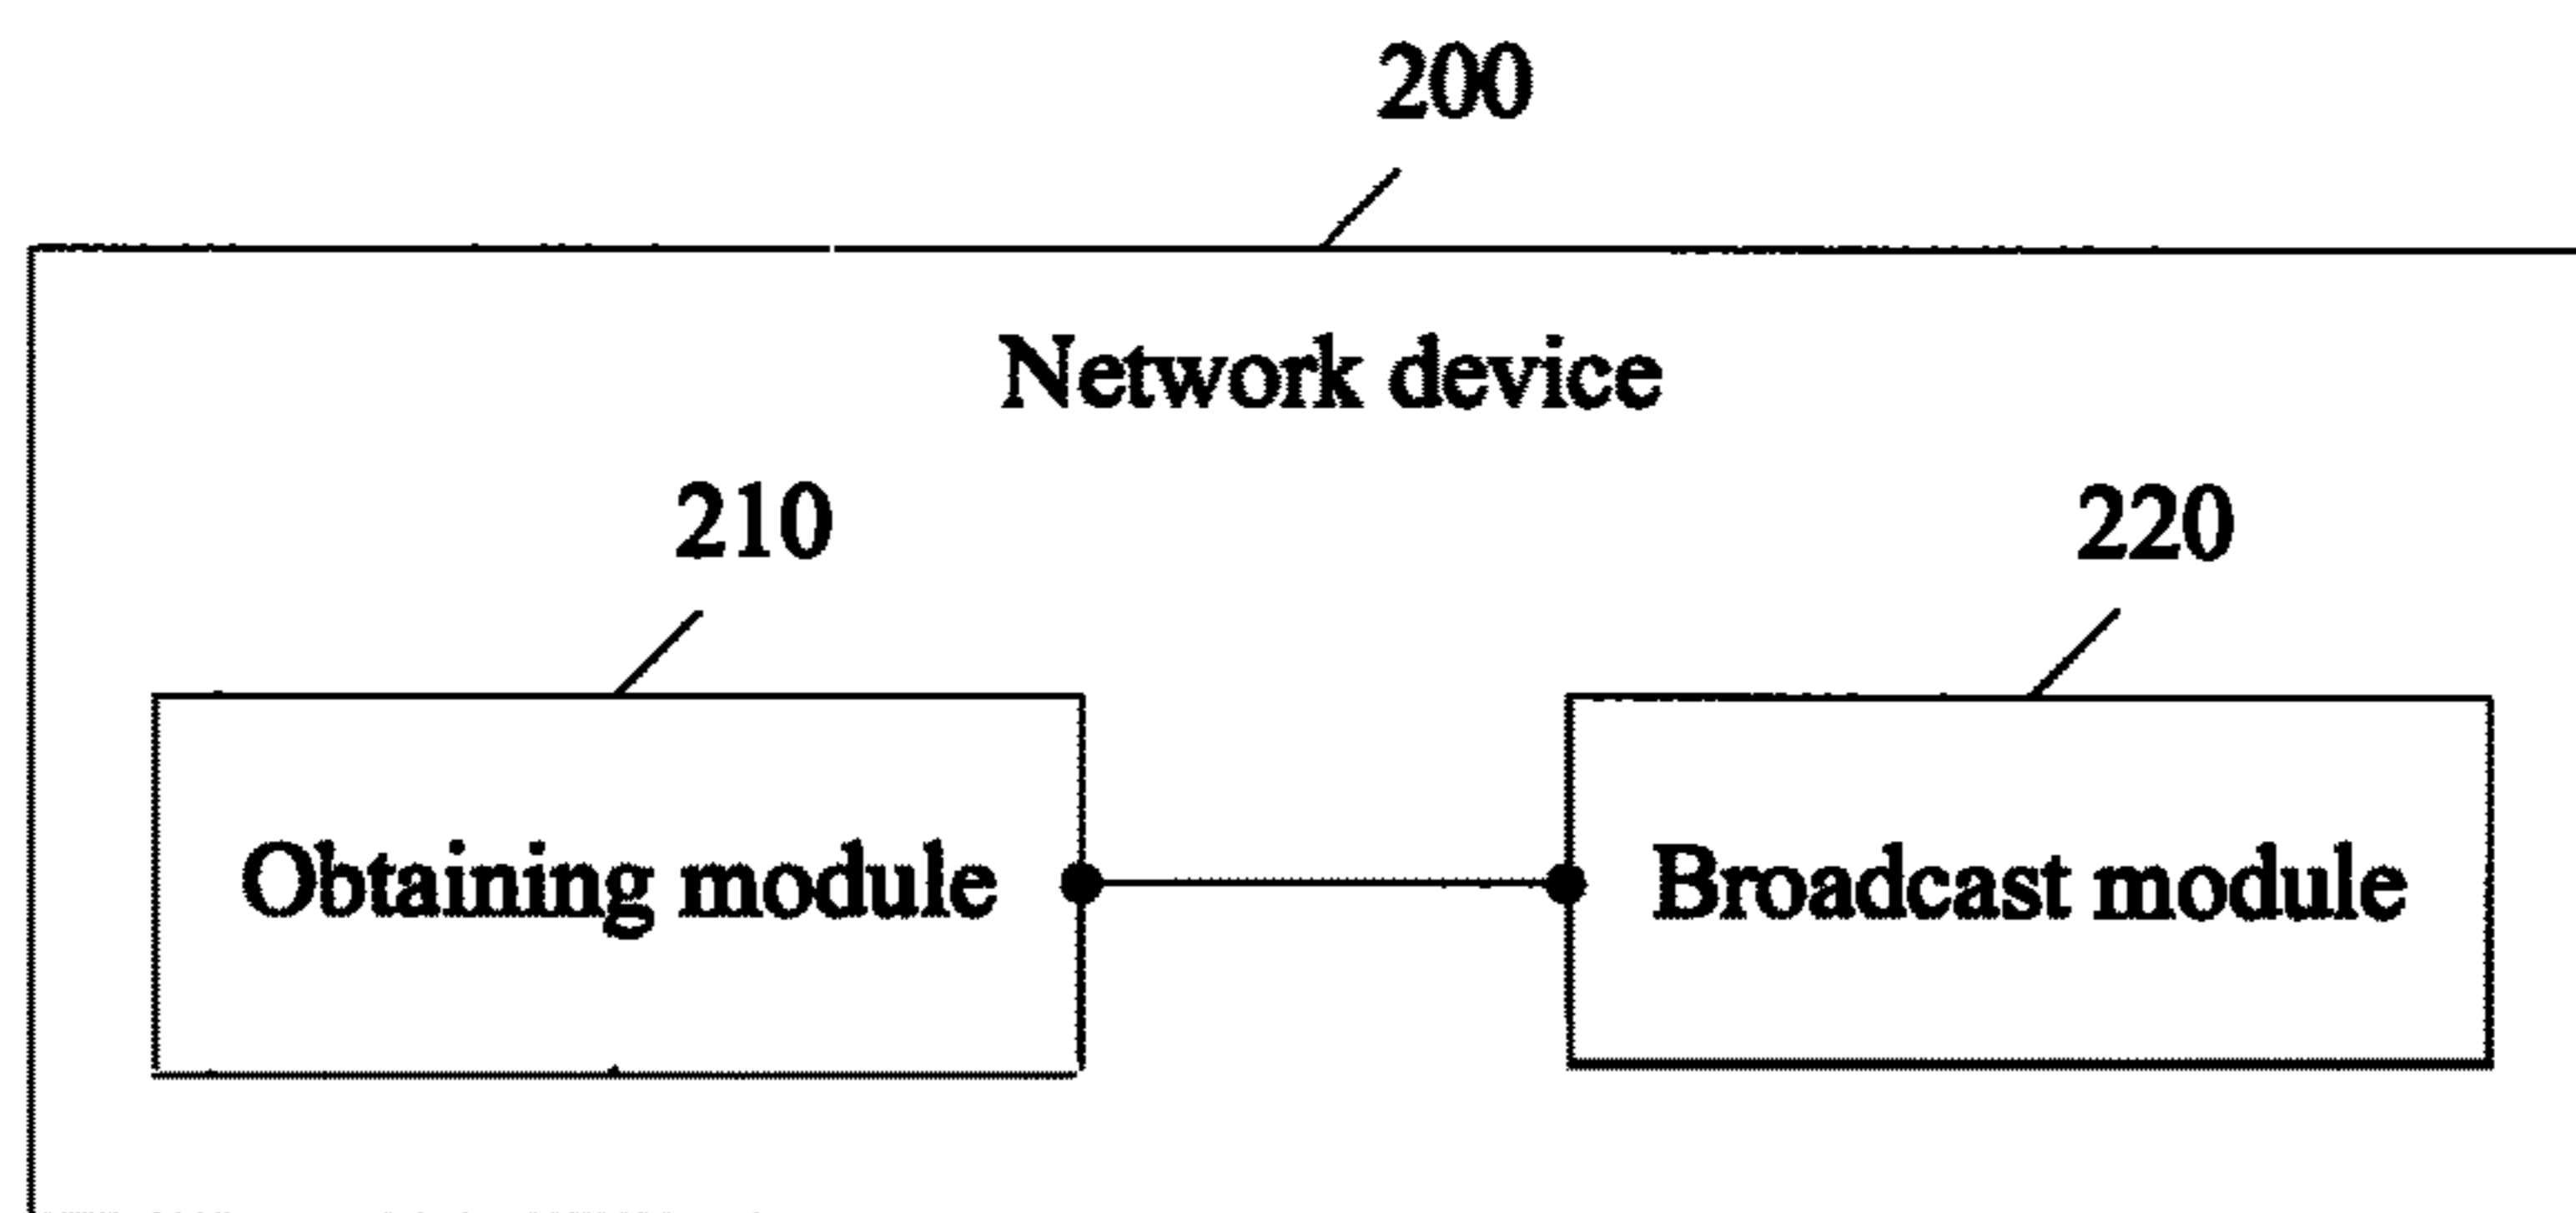 200
Network device
210
220
Obtaining module
Broadcast module